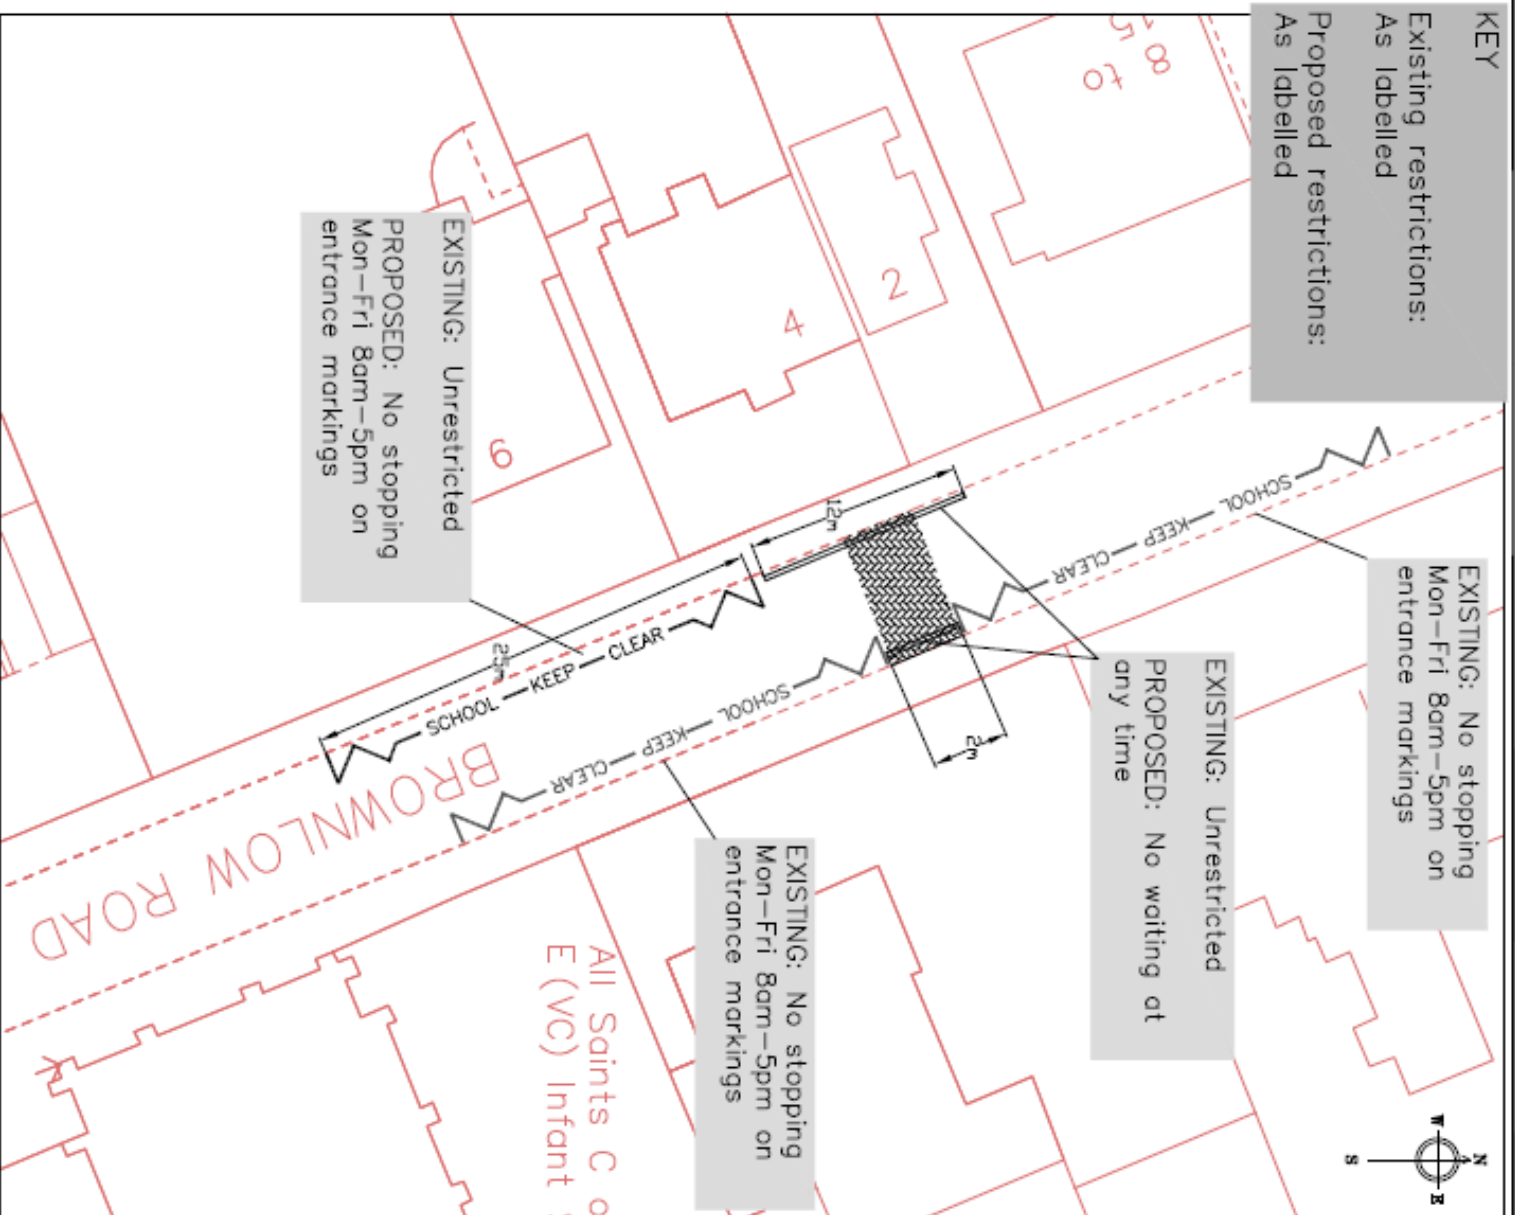 KEY
Existing restrictions:
As labelled
Proposed restrictions:
As labelled
EXISTING: No stopping
Mon-Fri 8am-5pm on
entrance markings
EXISTING: Unrestricted
PROPOSED: No waiting at
any time
EXISTING: No stopping
Mon-Fri 8am-5pm on
entrance markings
EXISTING: Unrestricted
PROPOSED: No stopping
Mon-Fri 8am-5pm on
entrance markings
SCHOOL KEEP CLEAR
SCHOOL KEEP CLEAR
SCHOOL KEEP CLEAR
12m
25m
2m
8 to
2
4
6
BROWNLOW ROAD
All Saints C o
E (VC) Infant
N
E
S
W